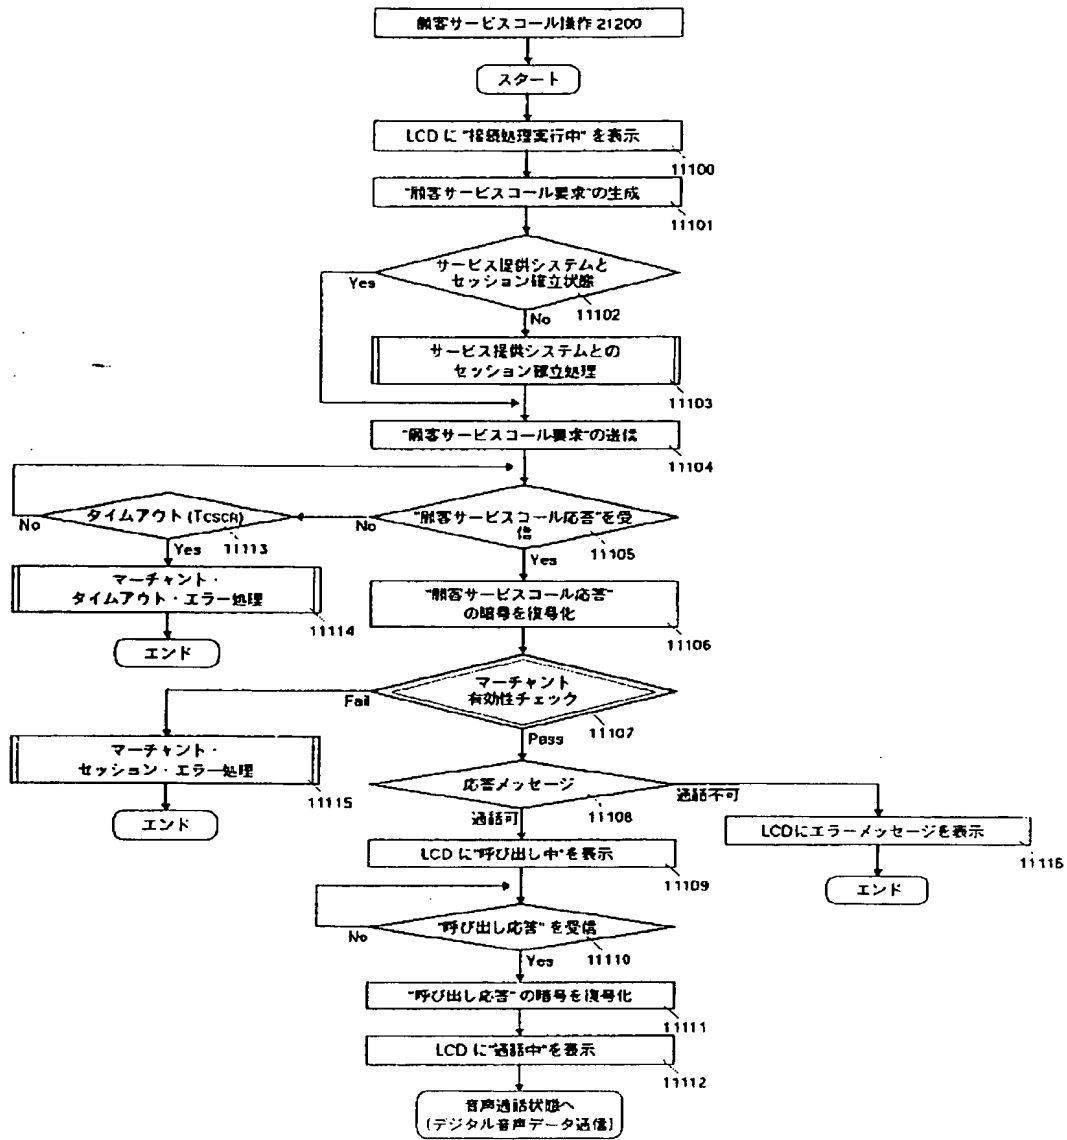 顧客サービスコール操作 21200
スタート
LCD に "接続処理実行中" を表示
11100
"顧客サービスコール要求"の生成
11101
サービス提供システムと
セッション確立状態
Yes
11102
No
サービス提供システムとの
セッション確立処理
11103
"顧客サービスコール要求"の送信
11104
タイムアウト (TCSCR)
No
11113
Yes
"顧客サービスコール応答"を受
信
No
11105
Yes
マーチャント・
タイムアウト・エラー処理
11114
エンド
"顧客サービスコール応答"
の暗号を復号化
11106
マーチャント
有効性チェック
Fail
11107
Pass
マーチャント・
セッション・エラー処理
11115
エンド
応答メッセージ
11108
通話不可
通話可
LCDにエラーメッセージを表示
11116
エンド
LCD に"呼び出し中"を表示
11109
"呼び出し応答" を受信
No
11110
Yes
"呼び出し応答" の暗号を復号化
11111
LCD に"通話中"を表示
11112
音声通話状態へ
(デジタル音声データ通信)